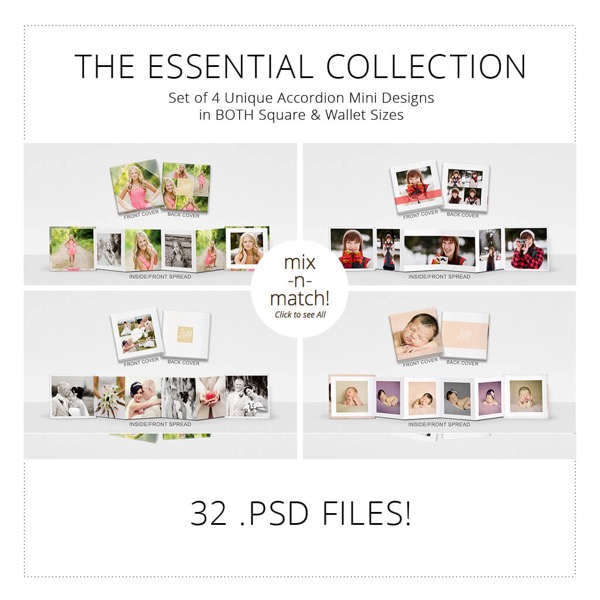 THE ESSENTIAL COLLECTION
Set of 4 Unique Accordion Mini Designs
in BOTH Square & Wallet Sizes
FRONT COVER
BACK COVER
INSIDE/FRONT SPREAD
FRONT COVER
BACK COVER
INSIDE/FRONT SPREAD
mix
-n-
match!
Click to see All
FRONT COVER
BACK COVER
INSIDE/FRONT SPREAD
FRONT COVER
BACK COVER
INSIDE/FRONT SPREAD
32 .PSD FILES!